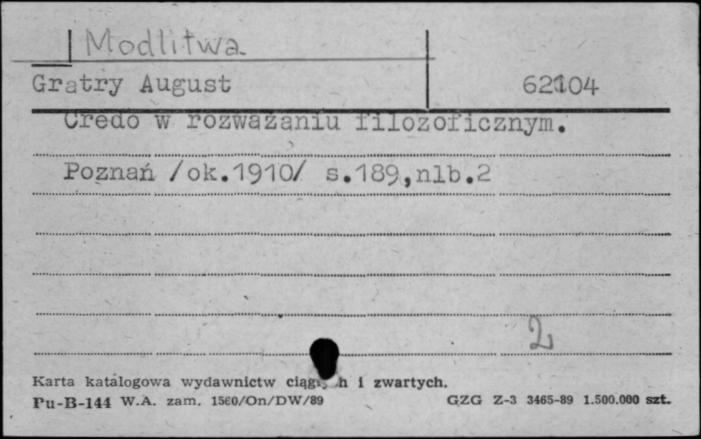 Modlitwa
Gratry August 62104
Credo w rozważaniu filozoficznym.
Poznań /ok.1910/ s.189,nlb.2
2
Karta katalogowa wydawnictw i zwartych.
Pu-B-144 W.A. zam. 1560/On/DW/89 GZG Z-3 3465-89 1.500.000 szt.